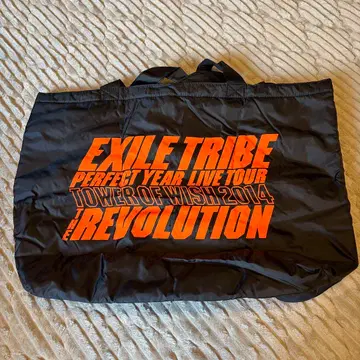 EXILE TRIBE
PERFECT YEAR LIVE TOUR
TOWER OF WISH 2014
THE REVOLUTION